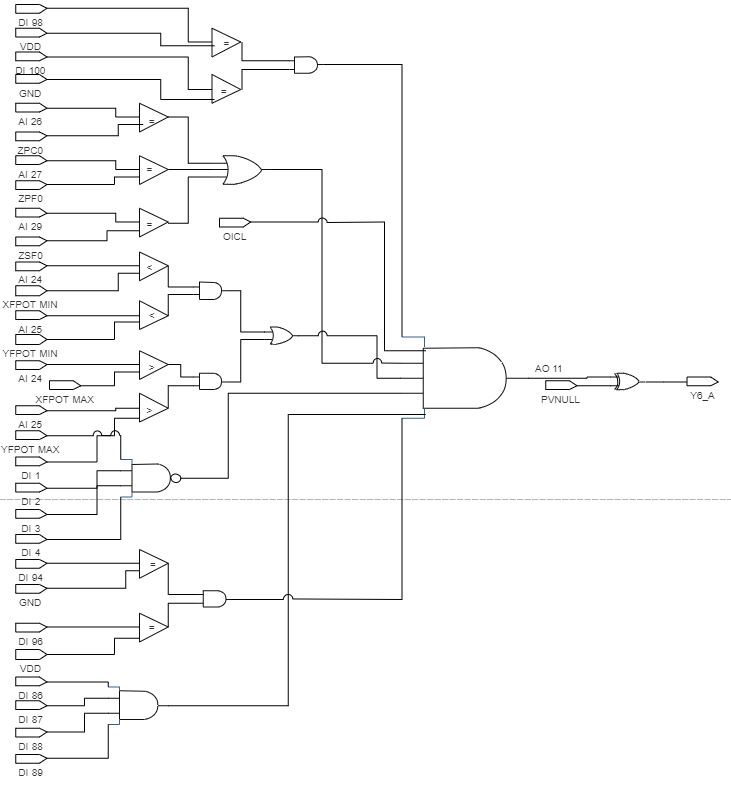 DI 98
VDD
DI 100
GND
AI 26
ZPC0
AI 27
ZPF0
AI 29
OICL
ZSF0
AI 24
XFPOT MIN
AI 25
YFPOT MIN
AI 24
XFPOT MAX
AI 25
YFPOT MAX
DI 1
DI 2
DI 3
DI 4
DI 94
GND
DI 96
VDD
DI 86
DI 87
DI 88
DI 89
AO 11
PVNULL
Y6_A
=
=
=
=
=
<
<
>
>
=
=